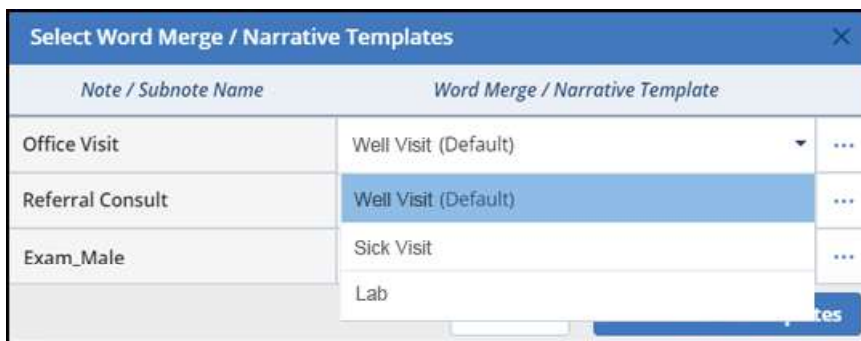 Select Word Merge / Narrative Templates
Note / Subnote Name Word Merge / Narrative Template
Office Visit Well Visit (Default) ...
Referral Consult Well Visit (Default) ...
Sick Visit
Exam_Male ...
Lab